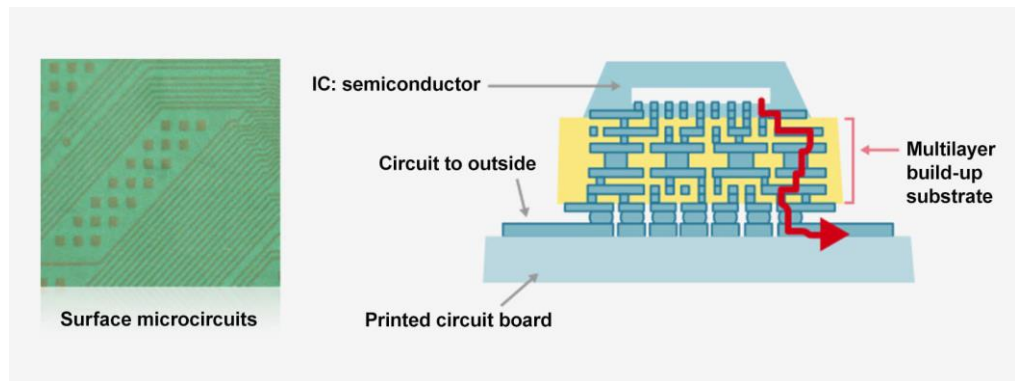 IC: semiconductor
Circuit to outside
Multilayer
build-up
substrate
Surface microcircuits
Printed circuit board